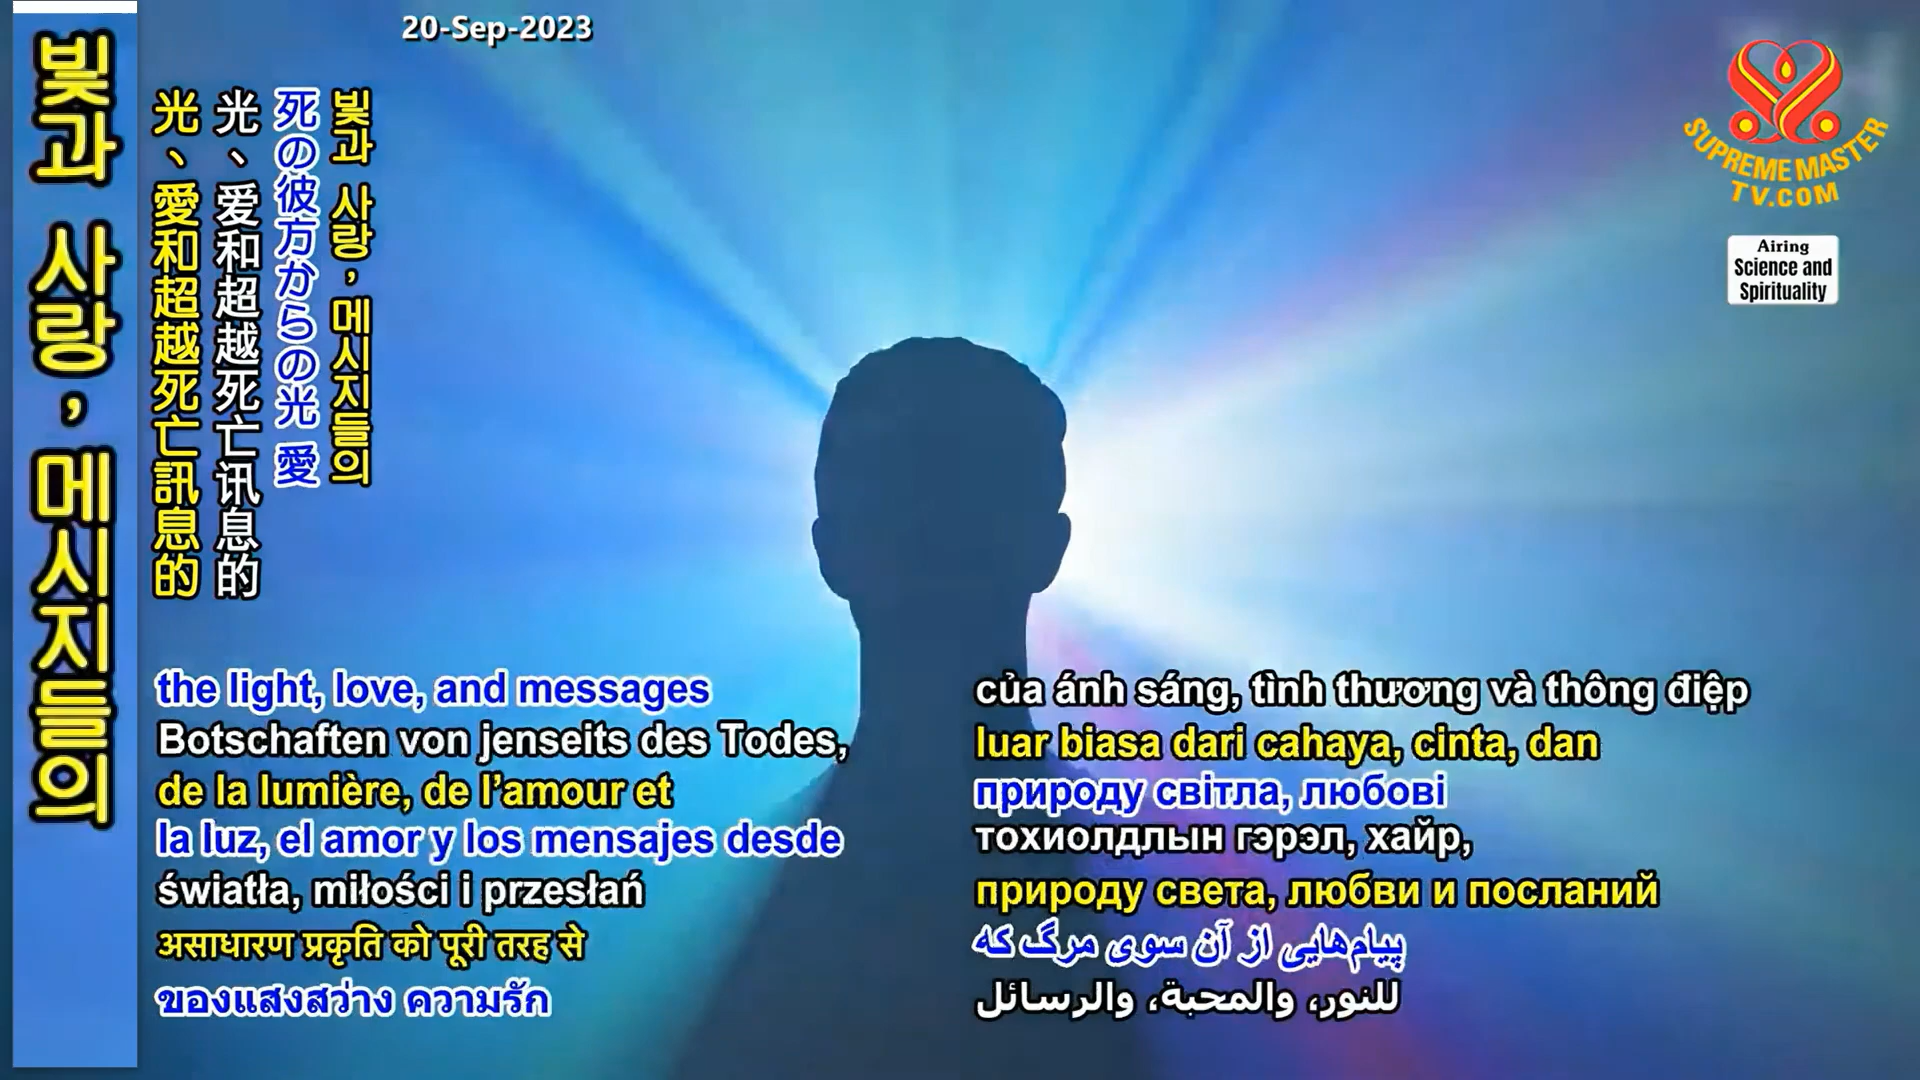 20-Sep-2023
빛과 사랑, 메시지들의
光、愛和超越死亡訊息的
光、爱和超越死亡讯息的
死の彼方からの光 愛
빛과 사랑, 메시지들의
SUPREME MASTER
TV.COM
Airing
Science and
Spirituality
the light, love, and messages
Botschaften von jenseits des Todes,
de la lumière, de l’amour et
la luz, el amor y los mensajes desde
światła, miłości i przesłań
असाधारण प्रकृति को पूरी तरह से
ของแสงสว่าง ความรัก
của ánh sáng, tình thương và thông điệp
luar biasa dari cahaya, cinta, dan
природу світла, любові
тохиолдлын гэрэл, хайр,
природу света, любви и посланий
پیام‌هایی از آن سوی مرگ که
للنور، والمحبة، والرسائل